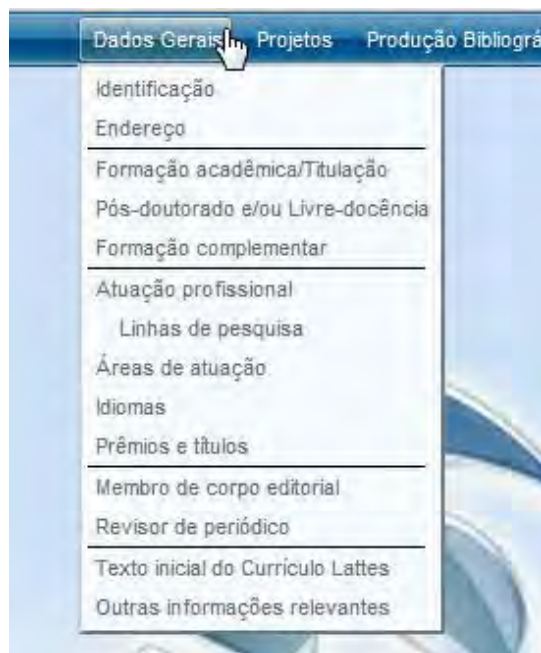 Dados Gerais Projetos Produção Bibliográ
Identificação
Endereço
Formação acadêmica/Titulação
Pós-doutorado e/ou Livre-docência
Formação complementar
Atuação profissional
Linhas de pesquisa
Áreas de atuação
Idiomas
Prêmios e títulos
Membro de corpo editorial
Revisor de periódico
Texto inicial do Currículo Lattes
Outras informações relevantes